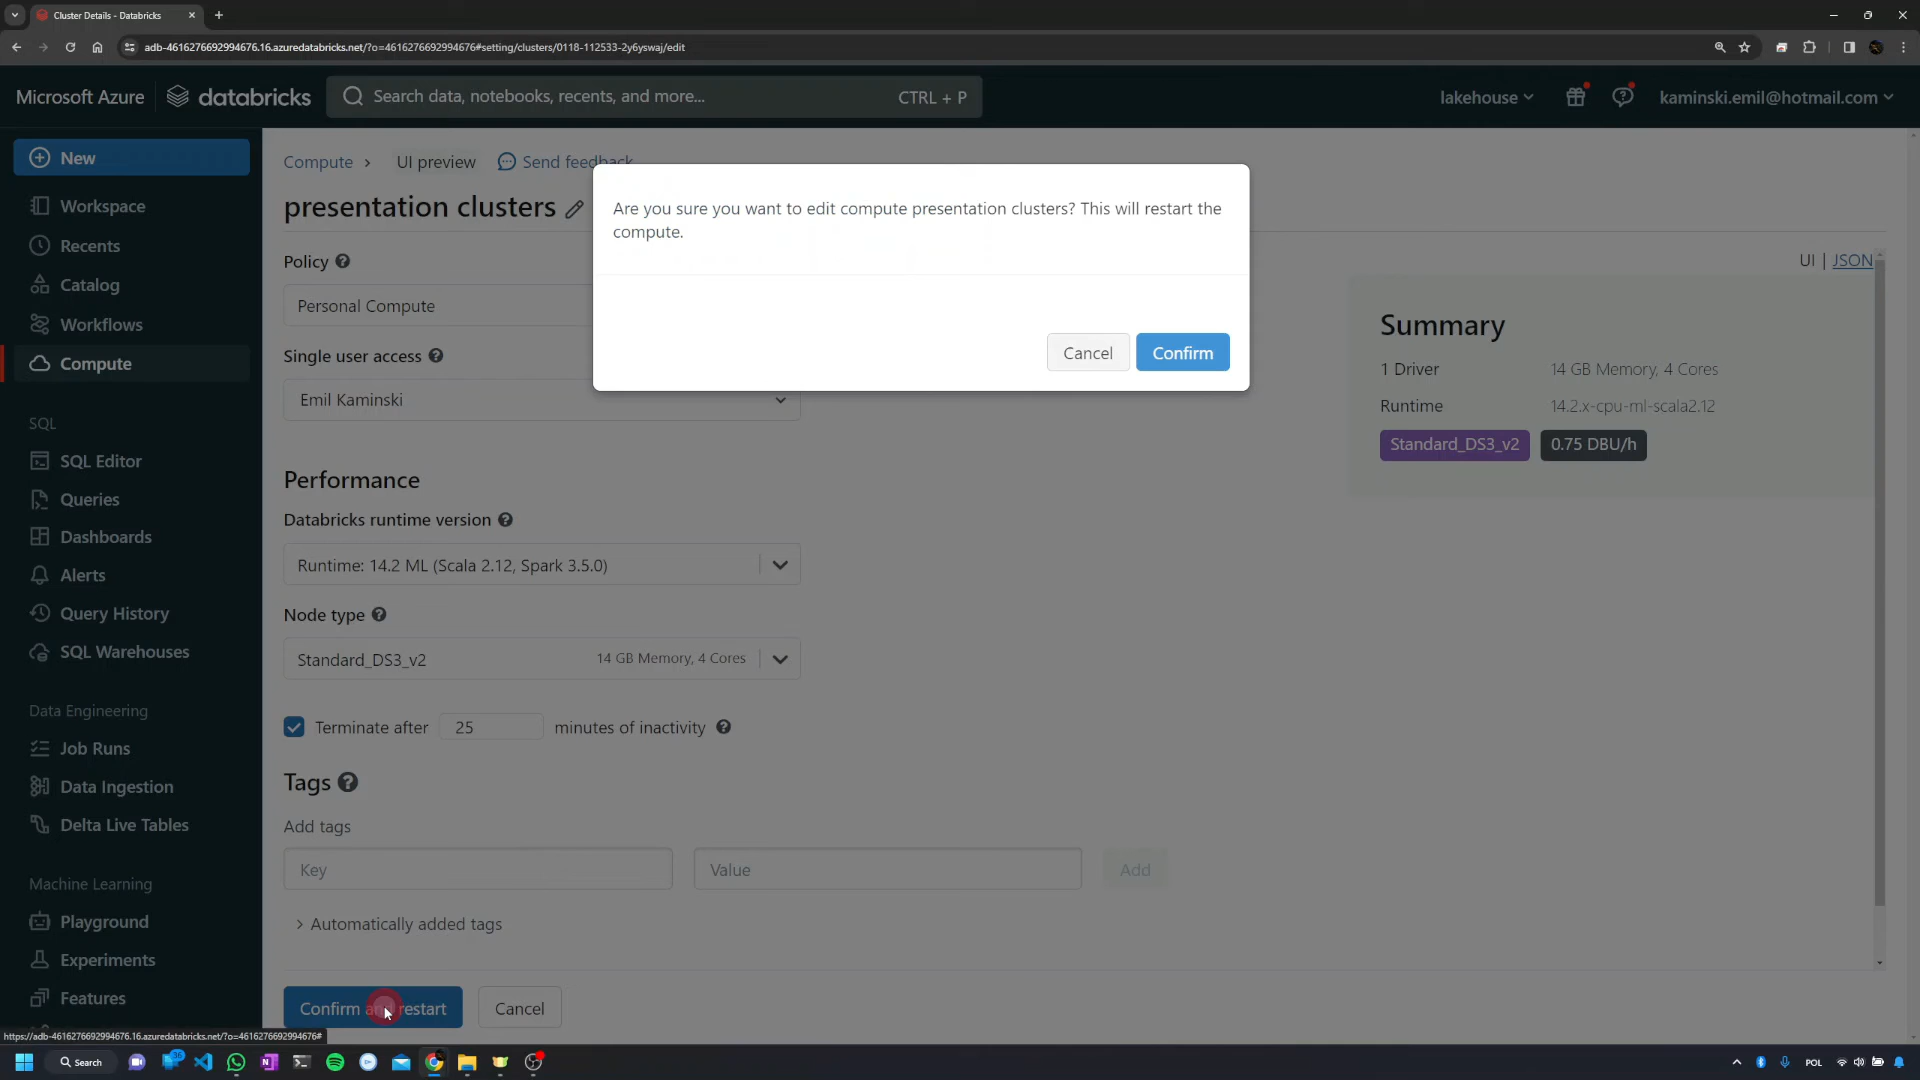 Cluster Details - Databricks
adb-4616276692994676.16.azuredatabricks.net/?o=4616276692994676#setting/clusters/0118-112533-2y6yswaj/edit
Microsoft Azure
databricks
Search data, notebooks, recents, and more...
CTRL + P
lakehouse
kaminski.emil@hotmail.com
New
Workspace
Recents
Catalog
Workflows
Compute
SQL
SQL Editor
Queries
Dashboards
Alerts
Query History
SQL Warehouses
Data Engineering
Job Runs
Data Ingestion
Delta Live Tables
Machine Learning
Playground
Experiments
Features
Compute
UI preview
Send feedback
presentation clusters
Are you sure you want to edit compute presentation clusters? This will restart the
compute.
Cancel
Confirm
UI | JSON
Policy
Personal Compute
Single user access
Emil Kaminski
Performance
Databricks runtime version
Runtime: 14.2 ML (Scala 2.12, Spark 3.5.0)
Node type
Standard_DS3_v2
14 GB Memory, 4 Cores
Terminate after 25 minutes of inactivity
Tags
Add tags
Key
Value
Add
Automatically added tags
Confirm and restart
Cancel
Summary
1 Driver
14 GB Memory, 4 Cores
Runtime
14.2.x-cpu-ml-scala2.12
Standard_DS3_v2
0.75 DBU/h
https://adb-4616276692994676.16.azuredatabricks.net/?o=4616276692994676#
Search
POL